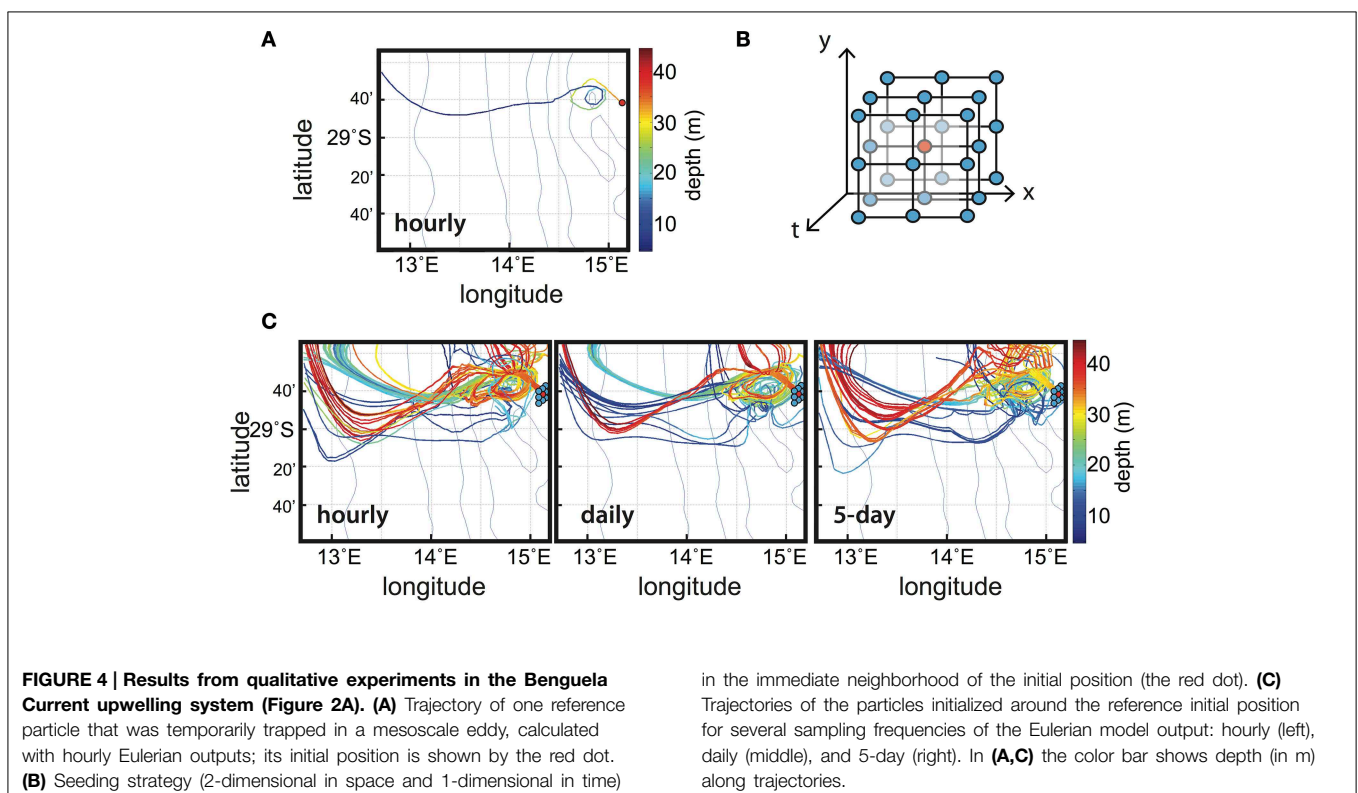 A
40'
29°S
20'
40'
latitude
hourly
13°E
14°E
15°E
longitude
40
30
20
10
depth (m)
B
y
x
t
C
40'
29°S
20'
40'
latitude
hourly
13°E
14°E
15°E
longitude
daily
13°E
14°E
15°E
longitude
5-day
13°E
14°E
15°E
longitude
40
30
20
10
depth (m)
FIGURE 4 | Results from qualitative experiments in the Benguela
Current upwelling system (Figure 2A). (A) Trajectory of one reference
particle that was temporarily trapped in a mesoscale eddy, calculated
with hourly Eulerian outputs; its initial position is shown by the red dot.
(B) Seeding strategy (2-dimensional in space and 1-dimensional in time)
in the immediate neighborhood of the initial position (the red dot). (C)
Trajectories of the particles initialized around the reference initial position
for several sampling frequencies of the Eulerian model output: hourly (left),
daily (middle), and 5-day (right). In (A,C) the color bar shows depth (in m)
along trajectories.